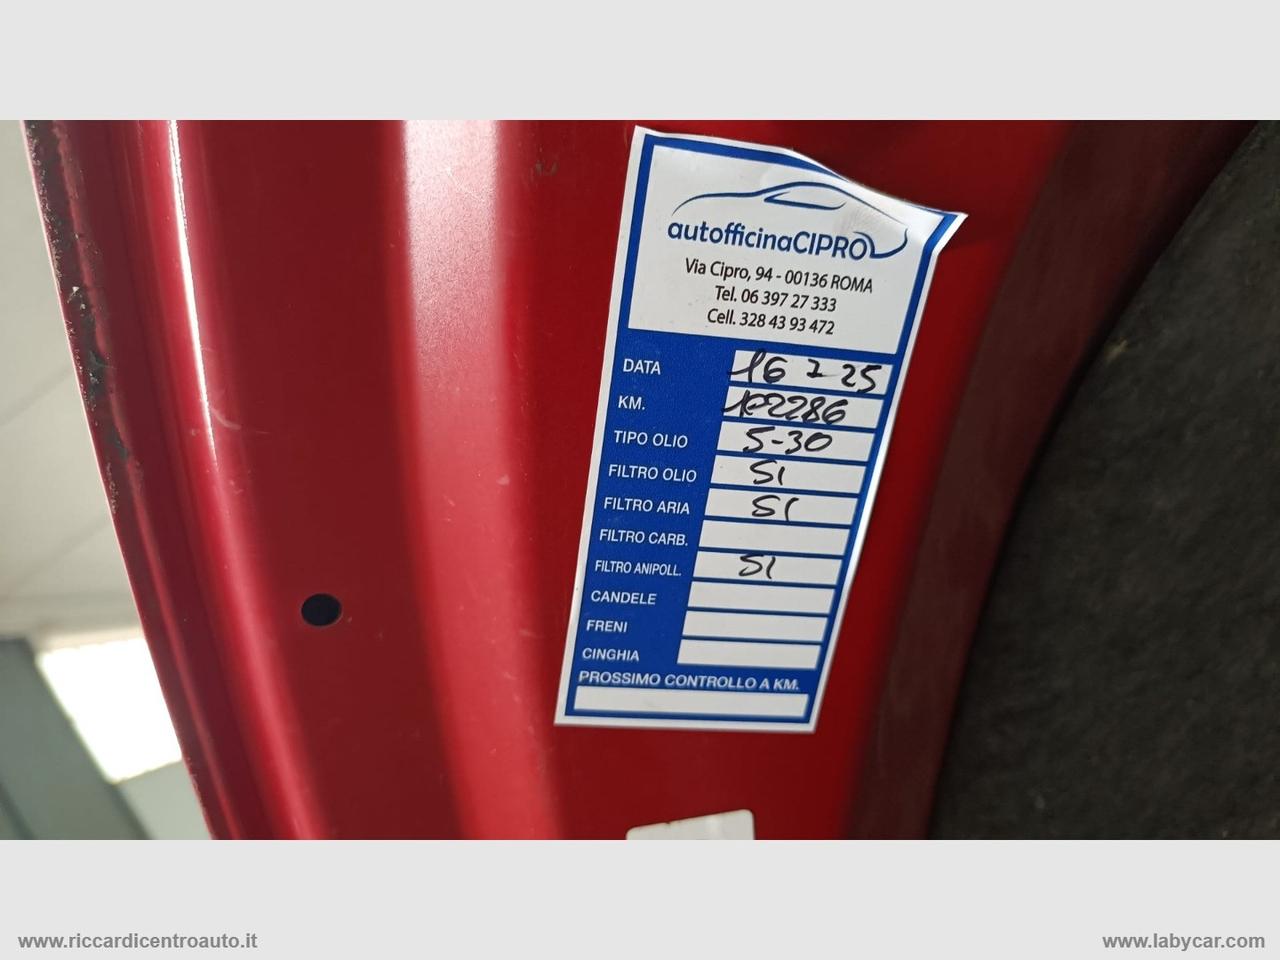 autofficinaCIPRO
Via Cipro, 94 - 00136 ROMA
Tel. 06 397 27 333
Cell. 328 43 93 472
DATA 16 7 25
KM. 102286
TIPO OLIO 5-30
FILTRO OLIO SI
FILTRO ARIA SI
FILTRO CARB.
FILTRO ANIPOLL. SI
CANDELE
FRENI
CINGHIA
PROSSIMO CONTROLLO A KM.
www.riccardicentroauto.it
www.labycar.com